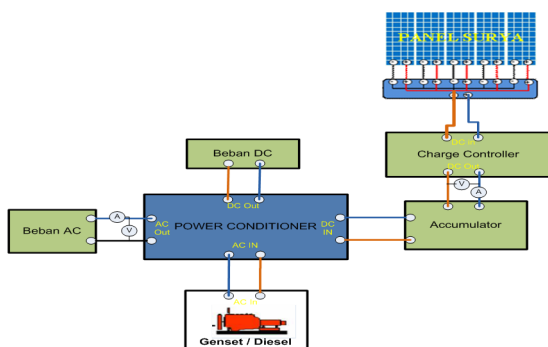 PANEL SURYA
DC In
Charge Controller
DC Out
V
A
Accumulator
Beban DC
DC Out
POWER CONDITIONER
AC
Out
DC
IN
AC IN
A
V
Beban AC
AC In
Genset / Diesel